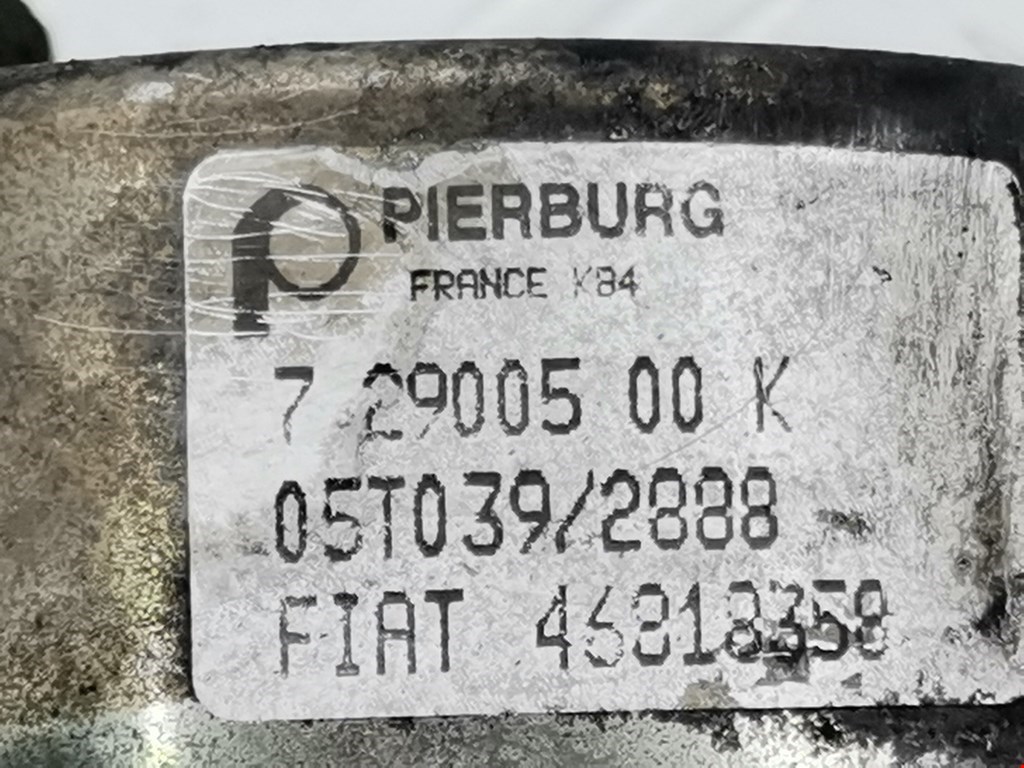 PIERBURG
FRANCE K84
7 29005 00 K
05T039/2888
FIAT 46818358